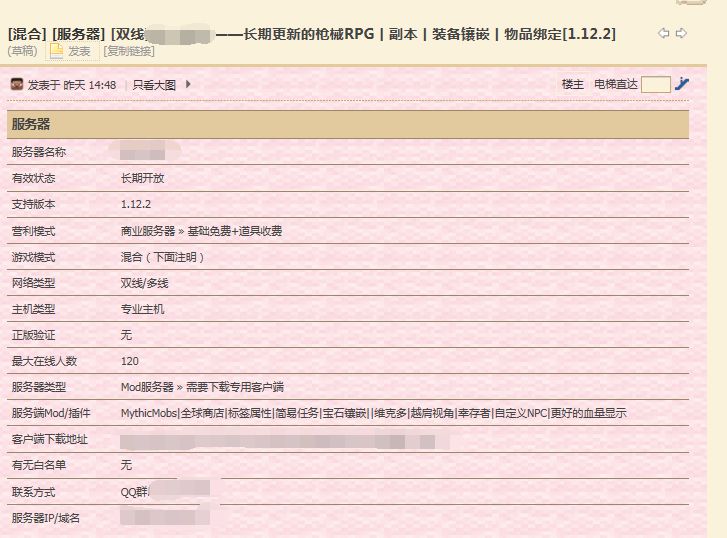 [混合] [服务器] [双线 ——长期更新的枪械RPG | 副本 | 装备镶嵌 | 物品绑定[1.12.2]
(草稿) 发表 [复制链接]
发表于 昨天 14:48 只看大图 楼主 电梯直达
服务器
服务器名称
有效状态 长期开放
支持版本 1.12.2
营利模式 商业服务器 » 基础免费+道具收费
游戏模式 混合（下面注明）
网络类型 双线/多线
主机类型 专业主机
正版验证 无
最大在线人数 120
服务器类型 Mod服务器 » 需要下载专用客户端
服务端Mod/插件 MythicMobs|全球商店|标签属性|简易任务|宝石镶嵌||维克多|越肩视角|幸存者|自定义NPC|更好的血量显示
客户端下载地址
有无白名单 无
联系方式 QQ群
服务器IP/域名